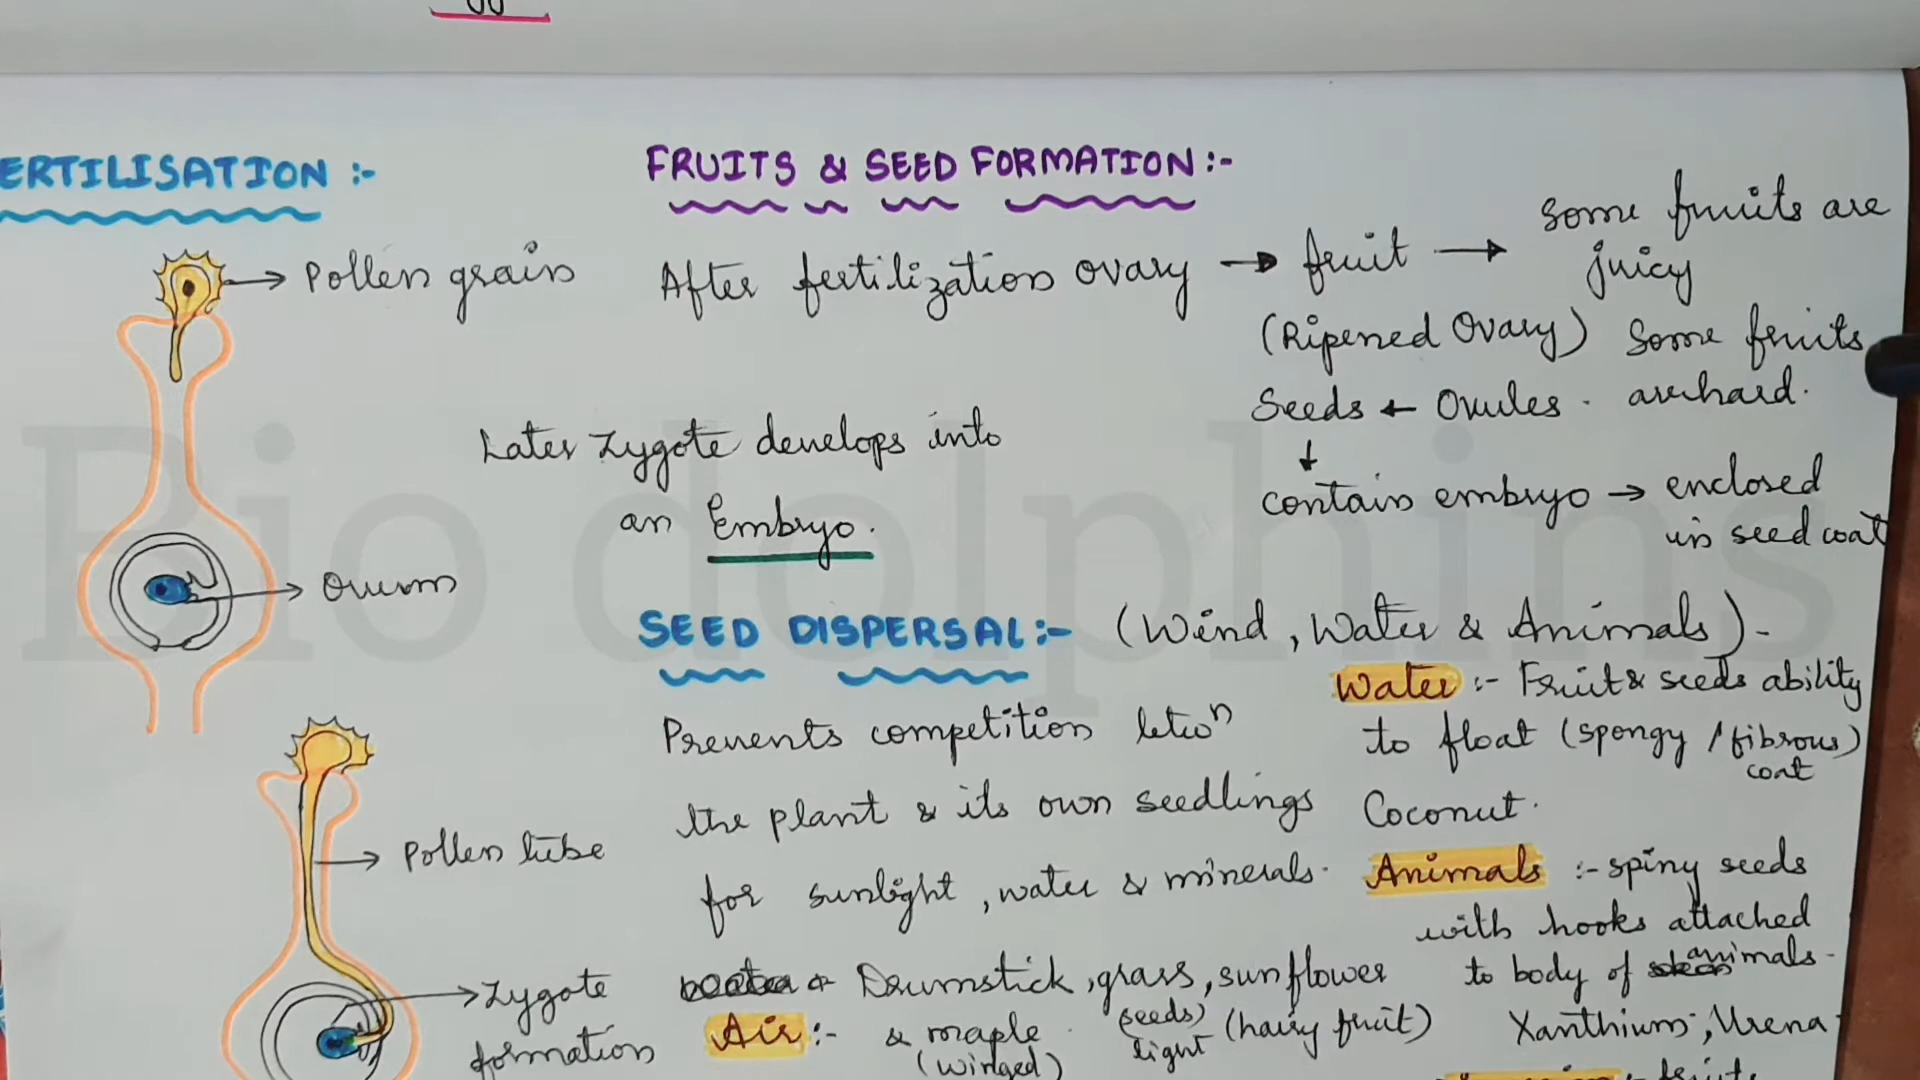 ERTILISATION :-
Pollen grain
Ovum
Later Zygote develops into
an Embryo.
Pollen tube
Zygote
formation
FRUITS & SEED FORMATION :-
After fertilization ovary → fruit → Some fruits are
juicy
(Ripened Ovary) Some fruits
are hard.
Seeds ← Ovules.
↓
contain embryo → enclosed
in seed coat
SEED DISPERSAL :- (Wind, Water & Animals)-
Prevents competition betwn
the plant & its own seedlings
for sunlight, water & minerals.
Drumstick, grass, sunflower
Air :- & maple (seeds) (hairy fruit)
(winged) light
Water :- Fruit & seeds ability
to float (spongy / fibrous)
coat
Coconut.
Animals :- spiny seeds
with hooks attached
to body of animals-
Xanthium, Urena
:- fruits
Bio dolphins